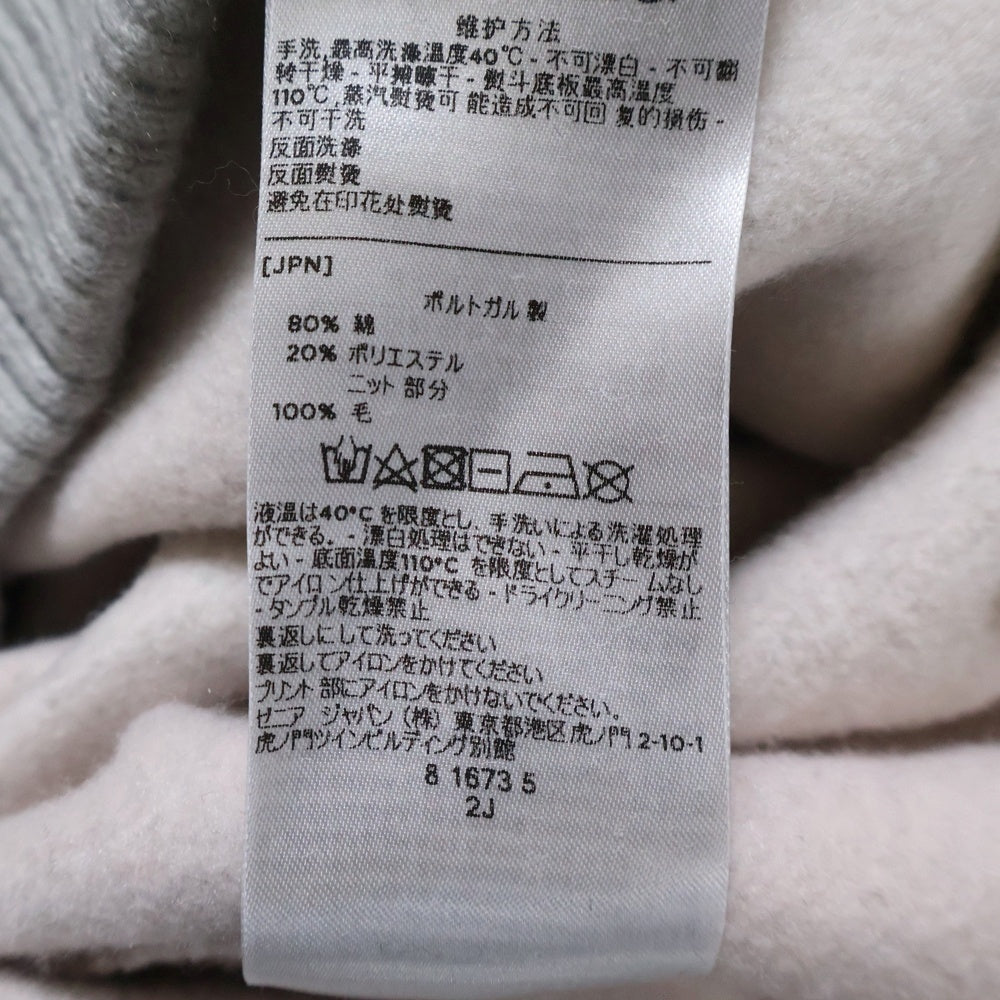 维护方法
手洗,最高洗涤温度40℃ - 不可漂白 - 不可翻
转干燥 - 平摊晾干 - 熨斗底板最高温度
110℃,蒸汽熨烫可 能造成不可回 复的损伤 -
不可干洗
反面洗涤
反面熨烫
避免在印花处熨烫
[JPN]
ポルトガル 製
80% 綿
20% ポリエステル
ニット 部分
100% 毛
液温は40°C を限度とし、手洗いによる洗濯処理
ができる。 - 漂白処理はできない - 平干し乾燥が
よい - 底面温度110°C を限度としてスチームなし
でアイロン仕上げができる - ドライクリーニング禁止
- タンブル乾燥禁止
裏返しにして洗ってください
裏返してアイロンをかけてください
プリント 部にアイロンをかけないでください。
ゼニア ジャパン (株) 東京都港区虎ノ門 2-10-1
虎ノ門ツインビルディング別館
8 1673 5
2J